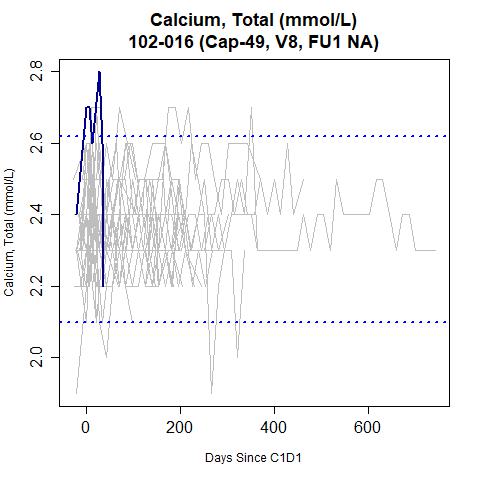 Calcium, Total (mmol/L)
102-016 (Cap-49, V8, FU1 NA)
Calcium, Total (mmol/L)
2.8
2.6
2.4
2.2
2.0
0 200 400 600
Days Since C1D1